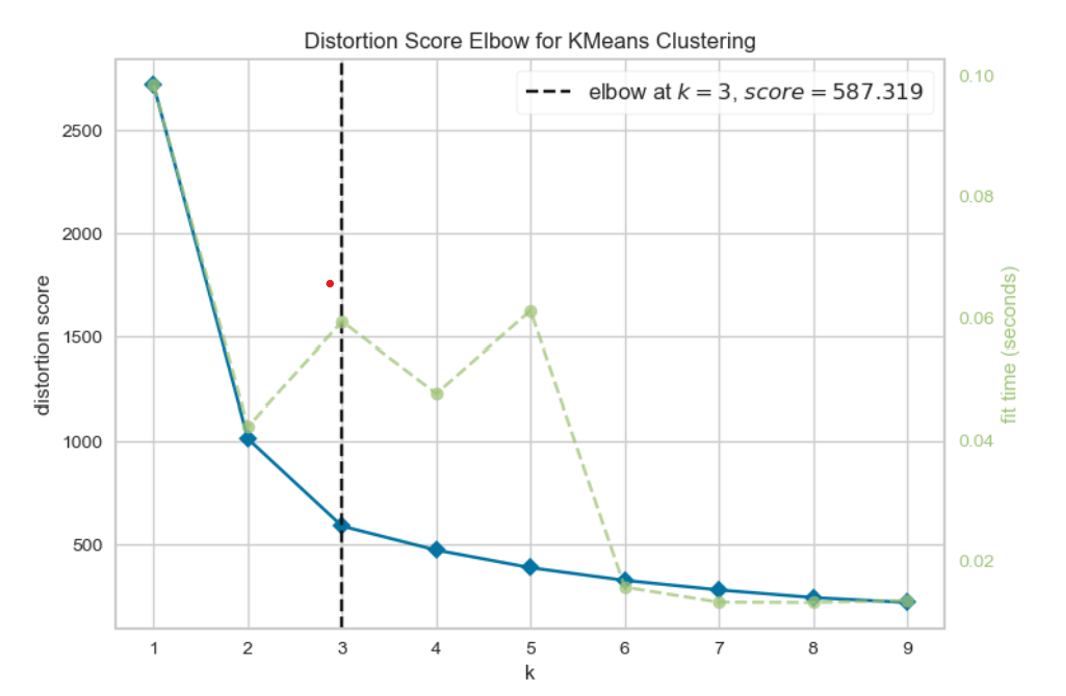 Distortion Score Elbow for KMeans Clustering
elbow at k = 3, score = 587.319
distortion score
2500
2000
1500
1000
500
0.10
0.08
0.06
0.04
0.02
fit time (seconds)
1 2 3 4 5 6 7 8 9
k